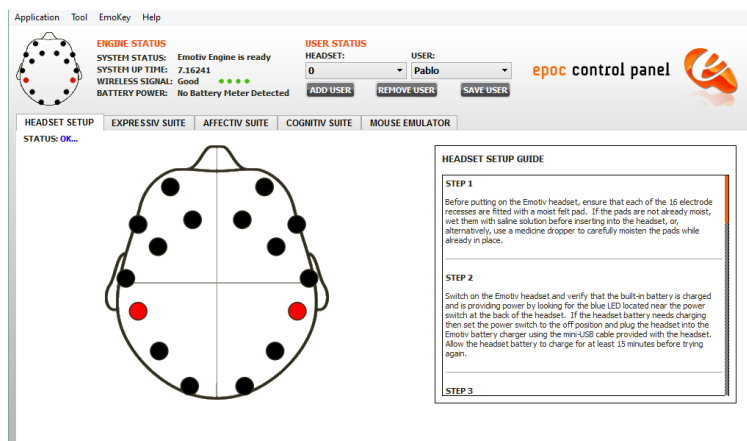 Application Tool EmoKey Help
ENGINE STATUS
SYSTEM STATUS: Emotiv Engine is ready
SYSTEM UP TIME: 7.16241
WIRELESS SIGNAL: Good
BATTERY POWER: No Battery Meter Detected
USER STATUS
HEADSET: USER:
0 Pablo
ADD USER REMOVE USER SAVE USER
epoc control panel
HEADSET SETUP EXPRESSIV SUITE AFFECTIV SUITE COGNITIV SUITE MOUSE EMULATOR
STATUS: OK...
HEADSET SETUP GUIDE
STEP 1
Before putting on the Emotiv headset, ensure that each of the 16 electrode
recesses are fitted with a moist felt pad. If the pads are not already moist,
wet them with saline solution before inserting into the headset, or,
alternatively, use a medicine dropper to carefully moisten the pads while
already in place.
STEP 2
Switch on the Emotiv headset and verify that the built-in battery is charged
and is providing power by looking for the blue LED located near the power
switch at the back of the headset. If the headset battery needs charging
then set the power switch to the off position and plug the headset into the
Emotiv battery charger using the mini-USB cable provided with the headset.
Allow the headset battery to charge for at least 15 minutes before trying
again.
STEP 3